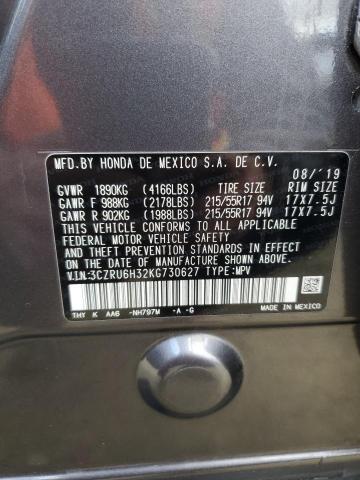 MFD.BY HONDA DE MEXICO S.A. DE C.V.
08/'19
GVWR 1890KG (4166LBS) TIRE SIZE RIM SIZE
GAWR F 988KG (2178LBS) 215/55R17 94V 17X7.5J
GAWR R 902KG (1988LBS) 215/55R17 94V 17X7.5J
THIS VEHICLE CONFORMS TO ALL APPLICABLE
FEDERAL MOTOR VEHICLE SAFETY
AND THEFT PREVENTION STANDARDS IN EFFECT
ON THE DATE OF MANUFACTURE SHOWN ABOVE.
V.I.N:3CZRU6H32KG730627 TYPE:MPV
THY K AA6 -NH797M -A -G MADE IN MEXICO